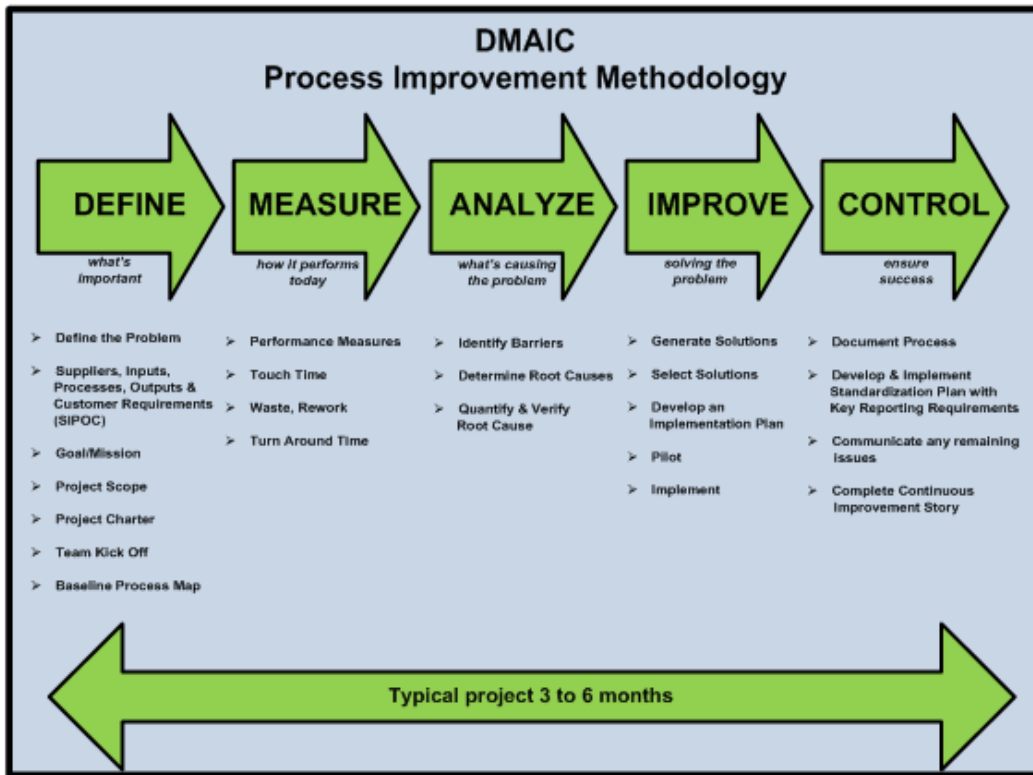 DMAIC
Process Improvement Methodology
DEFINE
what's
important
MEASURE
how it performs
today
ANALYZE
what's causing
the problem
IMPROVE
solving the
problem
CONTROL
ensure
success
➢ Define the Problem
➢ Suppliers, Inputs,
Processes, Outputs &
Customer Requirements
(SIPOC)
➢ Goal/Mission
➢ Project Scope
➢ Project Charter
➢ Team Kick Off
➢ Baseline Process Map
➢ Performance Measures
➢ Touch Time
➢ Waste, Rework
➢ Turn Around Time
➢ Identify Barriers
➢ Determine Root Causes
➢ Quantify & Verify
Root Cause
➢ Generate Solutions
➢ Select Solutions
➢ Develop an
Implementation Plan
➢ Pilot
➢ Implement
➢ Document Process
➢ Develop & Implement
Standardization Plan with
Key Reporting Requirements
➢ Communicate any remaining
issues
➢ Complete Continuous
Improvement Story
Typical project 3 to 6 months